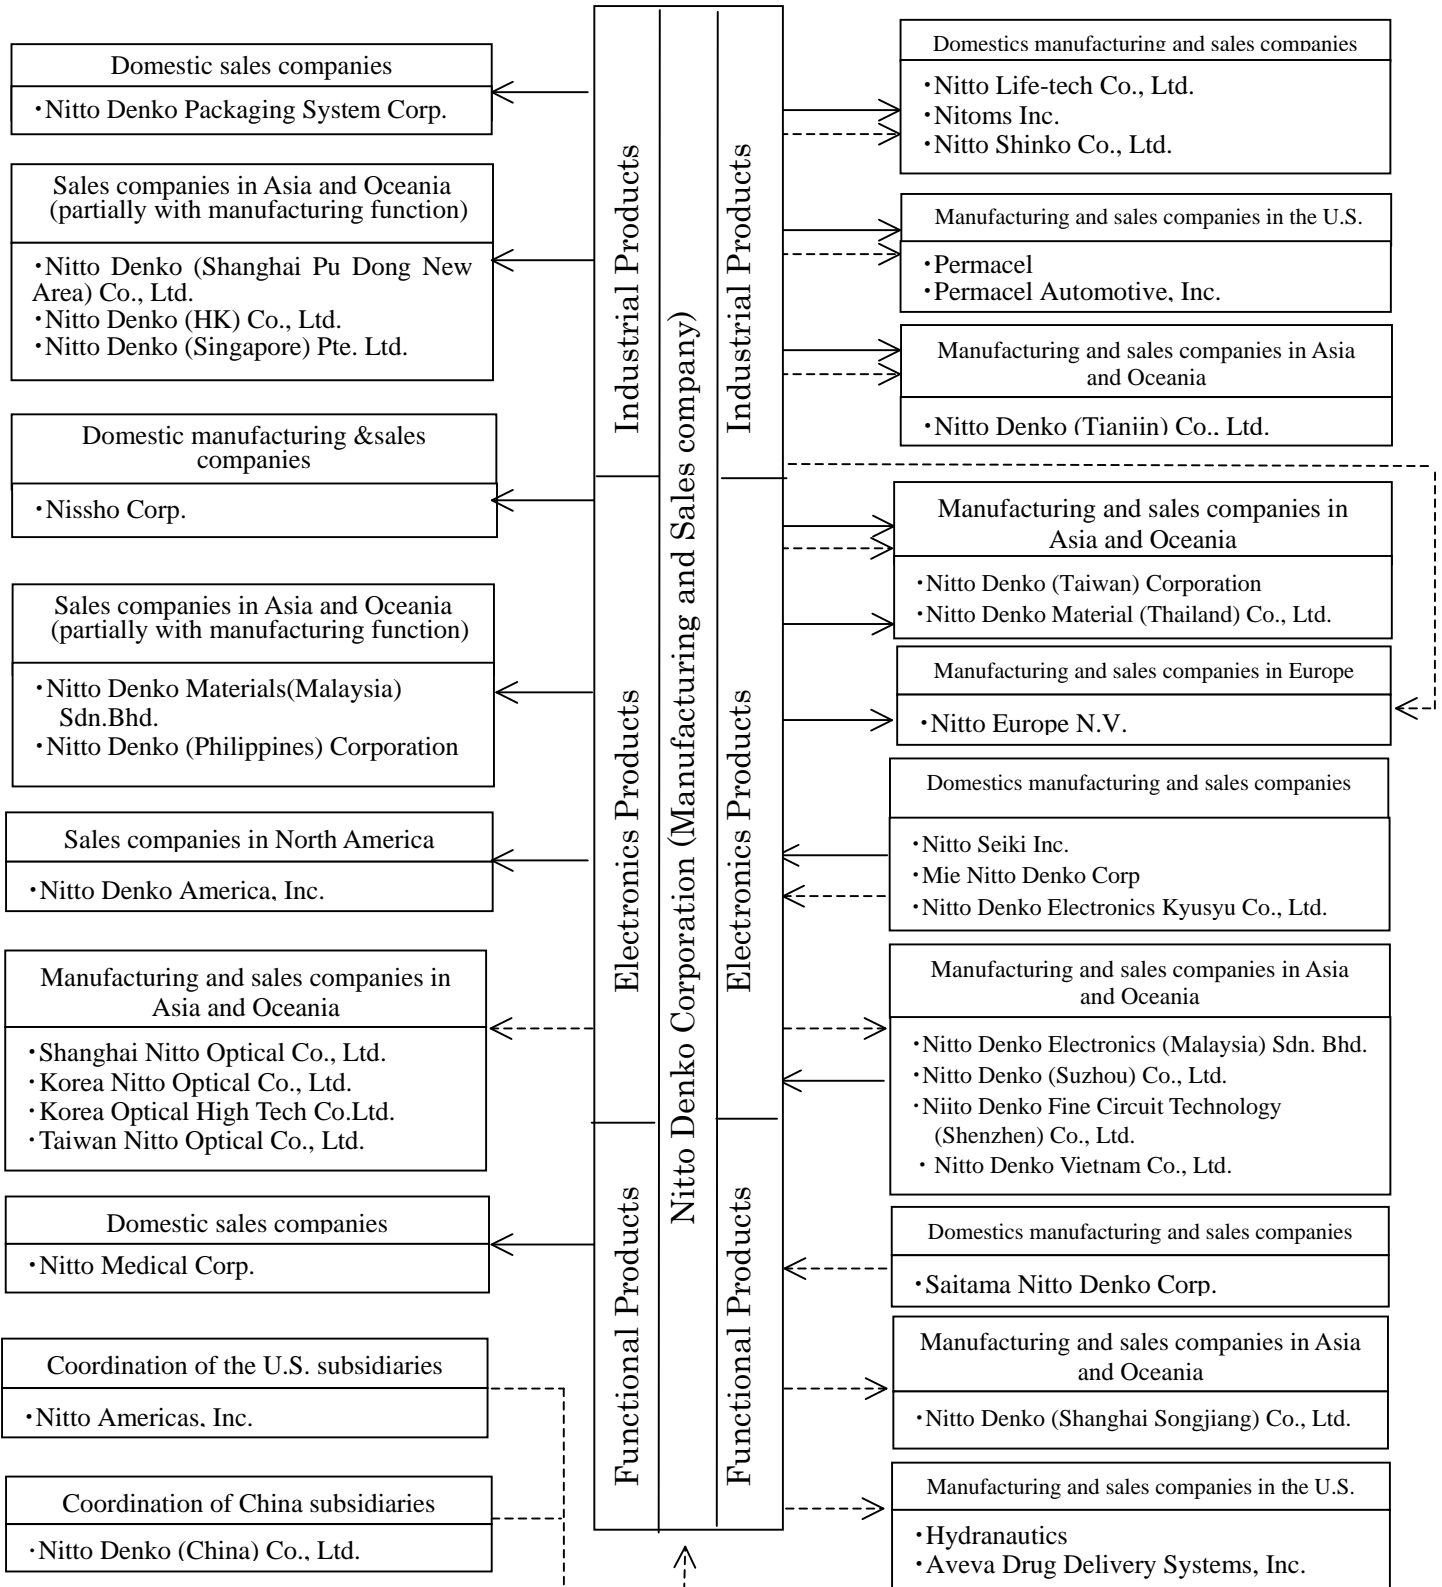 Domestic sales companies
・Nitto Denko Packaging System Corp.
Sales companies in Asia and Oceania
(partially with manufacturing function)
・Nitto Denko (Shanghai Pu Dong New
Area) Co., Ltd.
・Nitto Denko (HK) Co., Ltd.
・Nitto Denko (Singapore) Pte. Ltd.
Domestic manufacturing &sales
companies
・Nissho Corp.
Sales companies in Asia and Oceania
(partially with manufacturing function)
・Nitto Denko Materials(Malaysia)
Sdn.Bhd.
・Nitto Denko (Philippines) Corporation
Sales companies in North America
・Nitto Denko America, Inc.
Manufacturing and sales companies in
Asia and Oceania
・Shanghai Nitto Optical Co., Ltd.
・Korea Nitto Optical Co., Ltd.
・Korea Optical High Tech Co.Ltd.
・Taiwan Nitto Optical Co., Ltd.
Domestic sales companies
・Nitto Medical Corp.
Coordination of the U.S. subsidiaries
・Nitto Americas, Inc.
Coordination of China subsidiaries
・Nitto Denko (China) Co., Ltd.
Industrial Products
Electronics Products
Functional Products
Nitto Denko Corporation (Manufacturing and Sales company)
Industrial Products
Electronics Products
Functional Products
Domestics manufacturing and sales companies
・Nitto Life-tech Co., Ltd.
・Nitoms Inc.
・Nitto Shinko Co., Ltd.
Manufacturing and sales companies in the U.S.
・Permacel
・Permacel Automotive, Inc.
Manufacturing and sales companies in Asia
and Oceania
・Nitto Denko (Tianjin) Co., Ltd.
Manufacturing and sales companies in
Asia and Oceania
・Nitto Denko (Taiwan) Corporation
・Nitto Denko Material (Thailand) Co., Ltd.
Manufacturing and sales companies in Europe
・Nitto Europe N.V.
Domestics manufacturing and sales companies
・Nitto Seiki Inc.
・Mie Nitto Denko Corp
・Nitto Denko Electronics Kyusyu Co., Ltd.
Manufacturing and sales companies in Asia
and Oceania
・Nitto Denko Electronics (Malaysia) Sdn. Bhd.
・Nitto Denko (Suzhou) Co., Ltd.
・Niito Denko Fine Circuit Technology
(Shenzhen) Co., Ltd.
・ Nitto Denko Vietnam Co., Ltd.
Domestics manufacturing and sales companies
・Saitama Nitto Denko Corp.
Manufacturing and sales companies in Asia
and Oceania
・Nitto Denko (Shanghai Songjiang) Co., Ltd.
Manufacturing and sales companies in the U.S.
・Hydranautics
・Aveva Drug Delivery Systems, Inc.